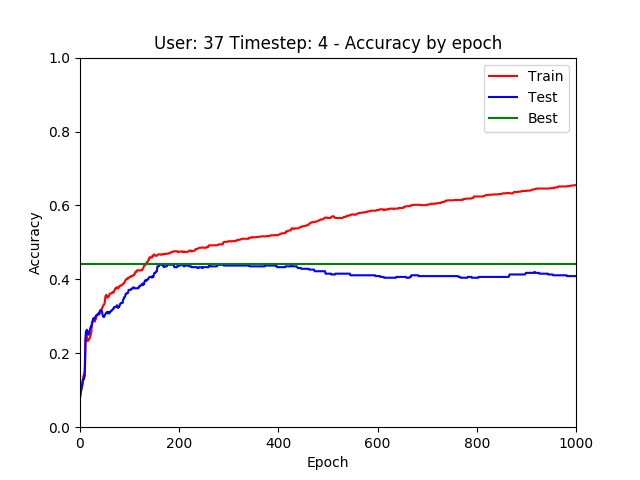 User: 37 Timestep: 4 - Accuracy by epoch
1.0
0.8
0.6
0.4
0.2
0.0
Accuracy
Train
Test
Best
0 200 400 600 800 1000
Epoch